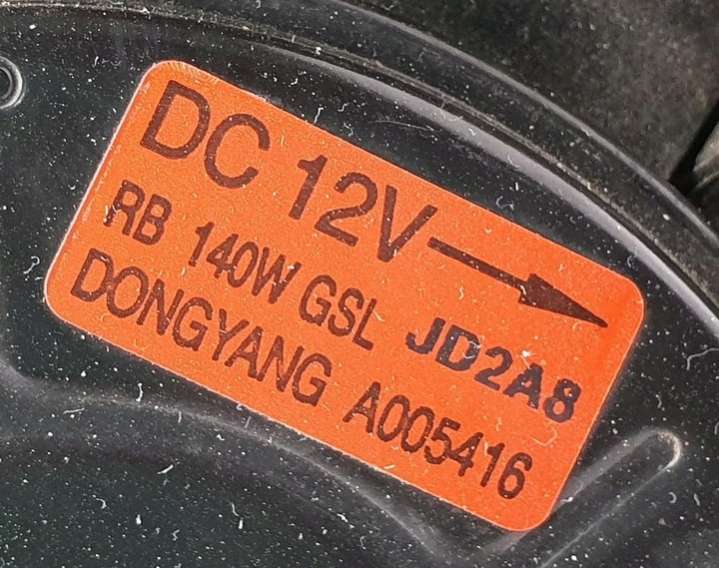 DC 12V
RB 140W GSL JD2A8
DONGYANG A005416